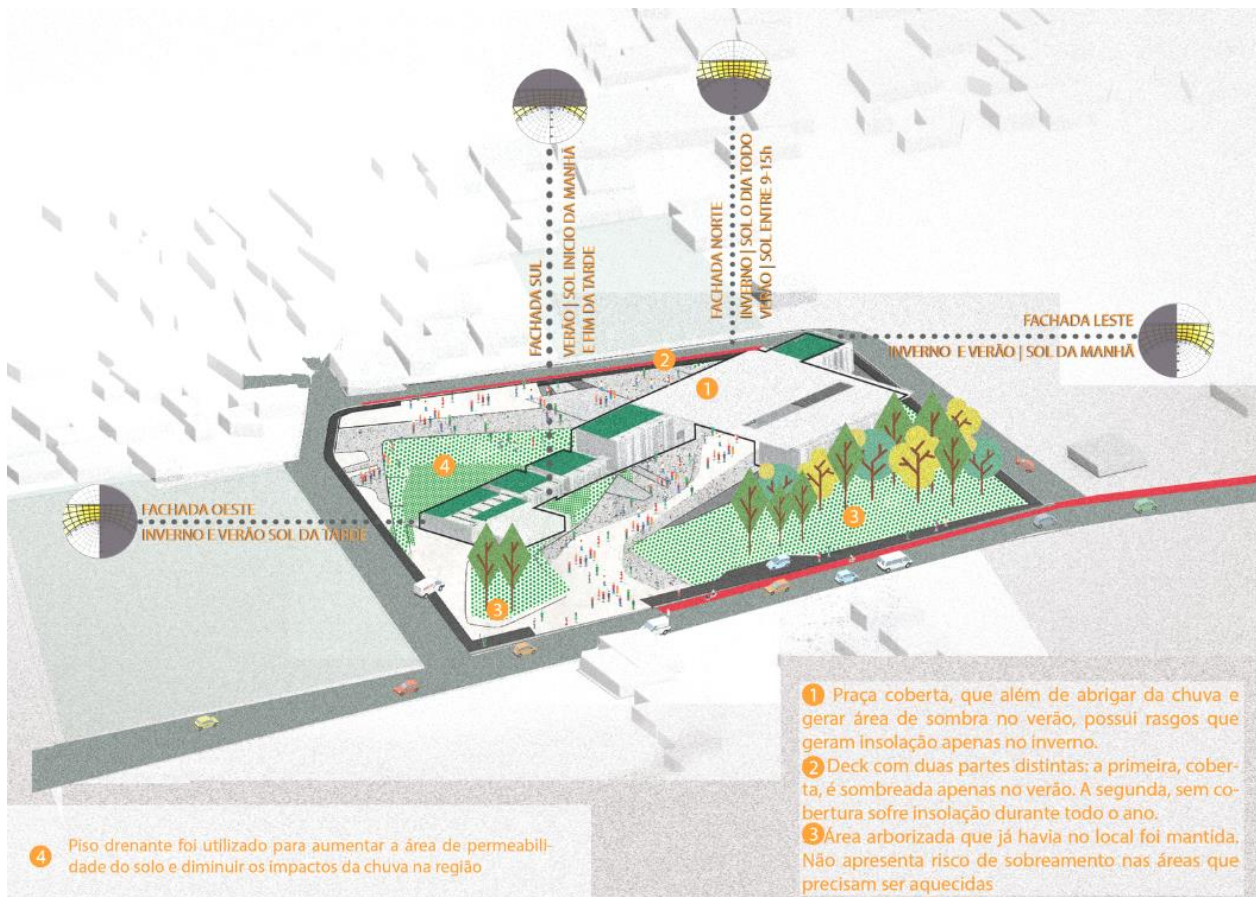 FACHADA SUL
VERÃO | SOL INICIO DA MANHÃ
E FIM DA TARDE
FACHADA NORTE
INVERNO | SOL O DIA TODO
VERÃO | SOL ENTRE 9-15h
FACHADA LESTE
INVERNO E VERÃO | SOL DA MANHÃ
FACHADA OESTE
INVERNO E VERÃO SOL DA TARDE
2
1
4
3
3
1 Praça coberta, que além de abrigar da chuva e
gerar área de sombra no verão, possui rasgos que
geram insolação apenas no inverno.
2 Deck com duas partes distintas: a primeira, cober-
ta, é sombreada apenas no verão. A segunda, sem co-
bertura sofre insolação durante todo o ano.
3 Área arborizada que já havia no local foi mantida.
Não apresenta risco de sobreamento nas áreas que
precisam ser aquecidas
4 Piso drenante foi utilizado para aumentar a área de permeabili-
dade do solo e diminuir os impactos da chuva na região